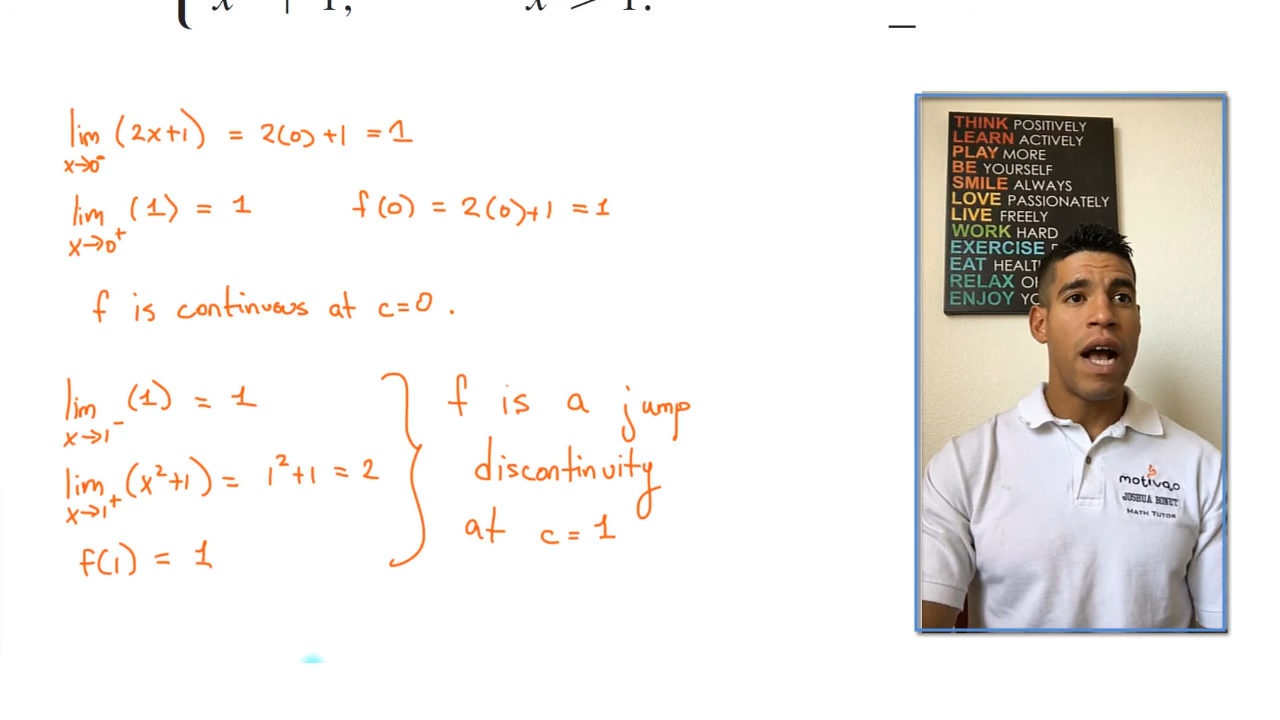 x² + 1, x > 1.
lim (2x+1) = 2(0)+1 = 1
x→0⁻
lim (1) = 1 f(0) = 2(0)+1 = 1
x→0⁺
f is continuous at c=0.
lim (1) = 1
x→1⁻
lim (x²+1) = 1²+1 = 2
x→1⁺
f(1) = 1
f is a jump
discontinuity
at c = 1
THINK POSITIVELY
LEARN ACTIVELY
PLAY MORE
BE YOURSELF
SMILE ALWAYS
LOVE PASSIONATELY
LIVE FREELY
WORK HARD
EXERCISE
EAT
RELAX
ENJOY
motivao
JOSHUA BONET
MATH TUTOR